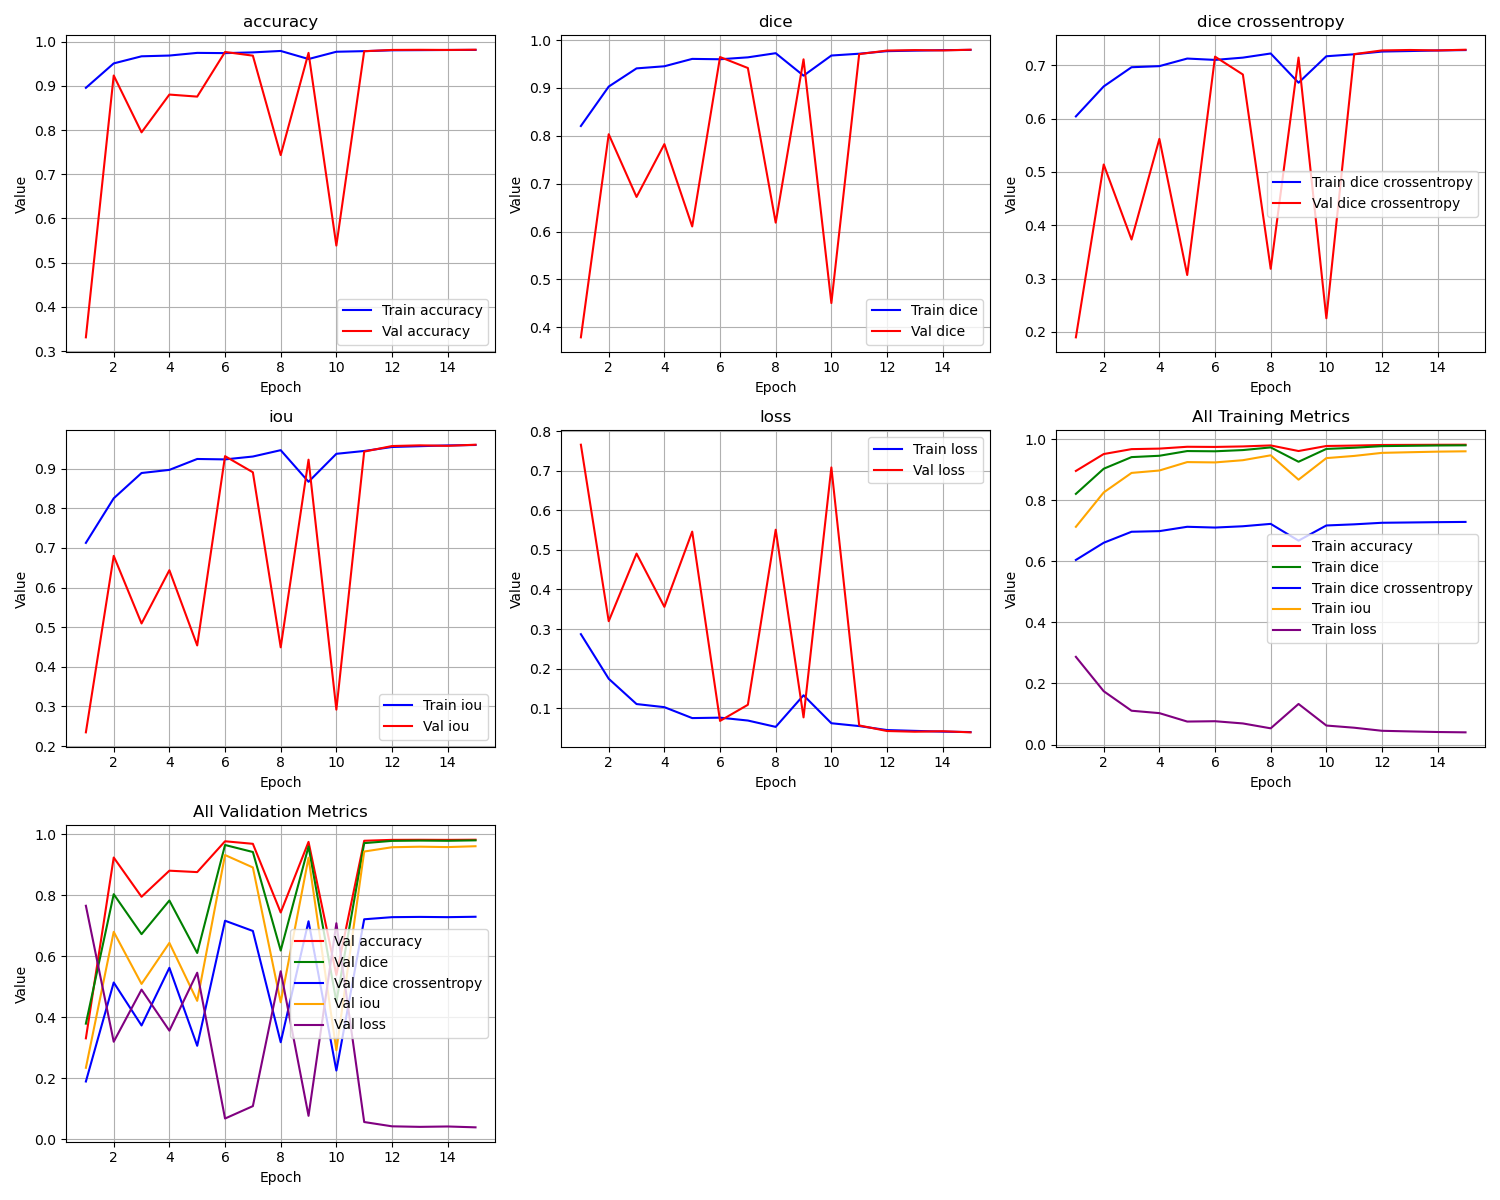 accuracy
1.0
0.9
0.8
0.7
0.6
0.5
0.4
0.3
Value
2 4 6 8 10 12 14
Epoch
Train accuracy
Val accuracy
dice
1.0
0.9
0.8
0.7
0.6
0.5
0.4
Value
2 4 6 8 10 12 14
Epoch
Train dice
Val dice
dice crossentropy
0.7
0.6
0.5
0.4
0.3
0.2
Value
2 4 6 8 10 12 14
Epoch
Train dice crossentropy
Val dice crossentropy
iou
0.9
0.8
0.7
0.6
0.5
0.4
0.3
0.2
Value
2 4 6 8 10 12 14
Epoch
Train iou
Val iou
loss
0.8
0.7
0.6
0.5
0.4
0.3
0.2
0.1
Value
2 4 6 8 10 12 14
Epoch
Train loss
Val loss
All Training Metrics
1.0
0.8
0.6
0.4
0.2
0.0
Value
2 4 6 8 10 12 14
Epoch
Train accuracy
Train dice
Train dice crossentropy
Train iou
Train loss
All Validation Metrics
1.0
0.8
0.6
0.4
0.2
0.0
Value
2 4 6 8 10 12 14
Epoch
Val accuracy
Val dice
Val dice crossentropy
Val iou
Val loss